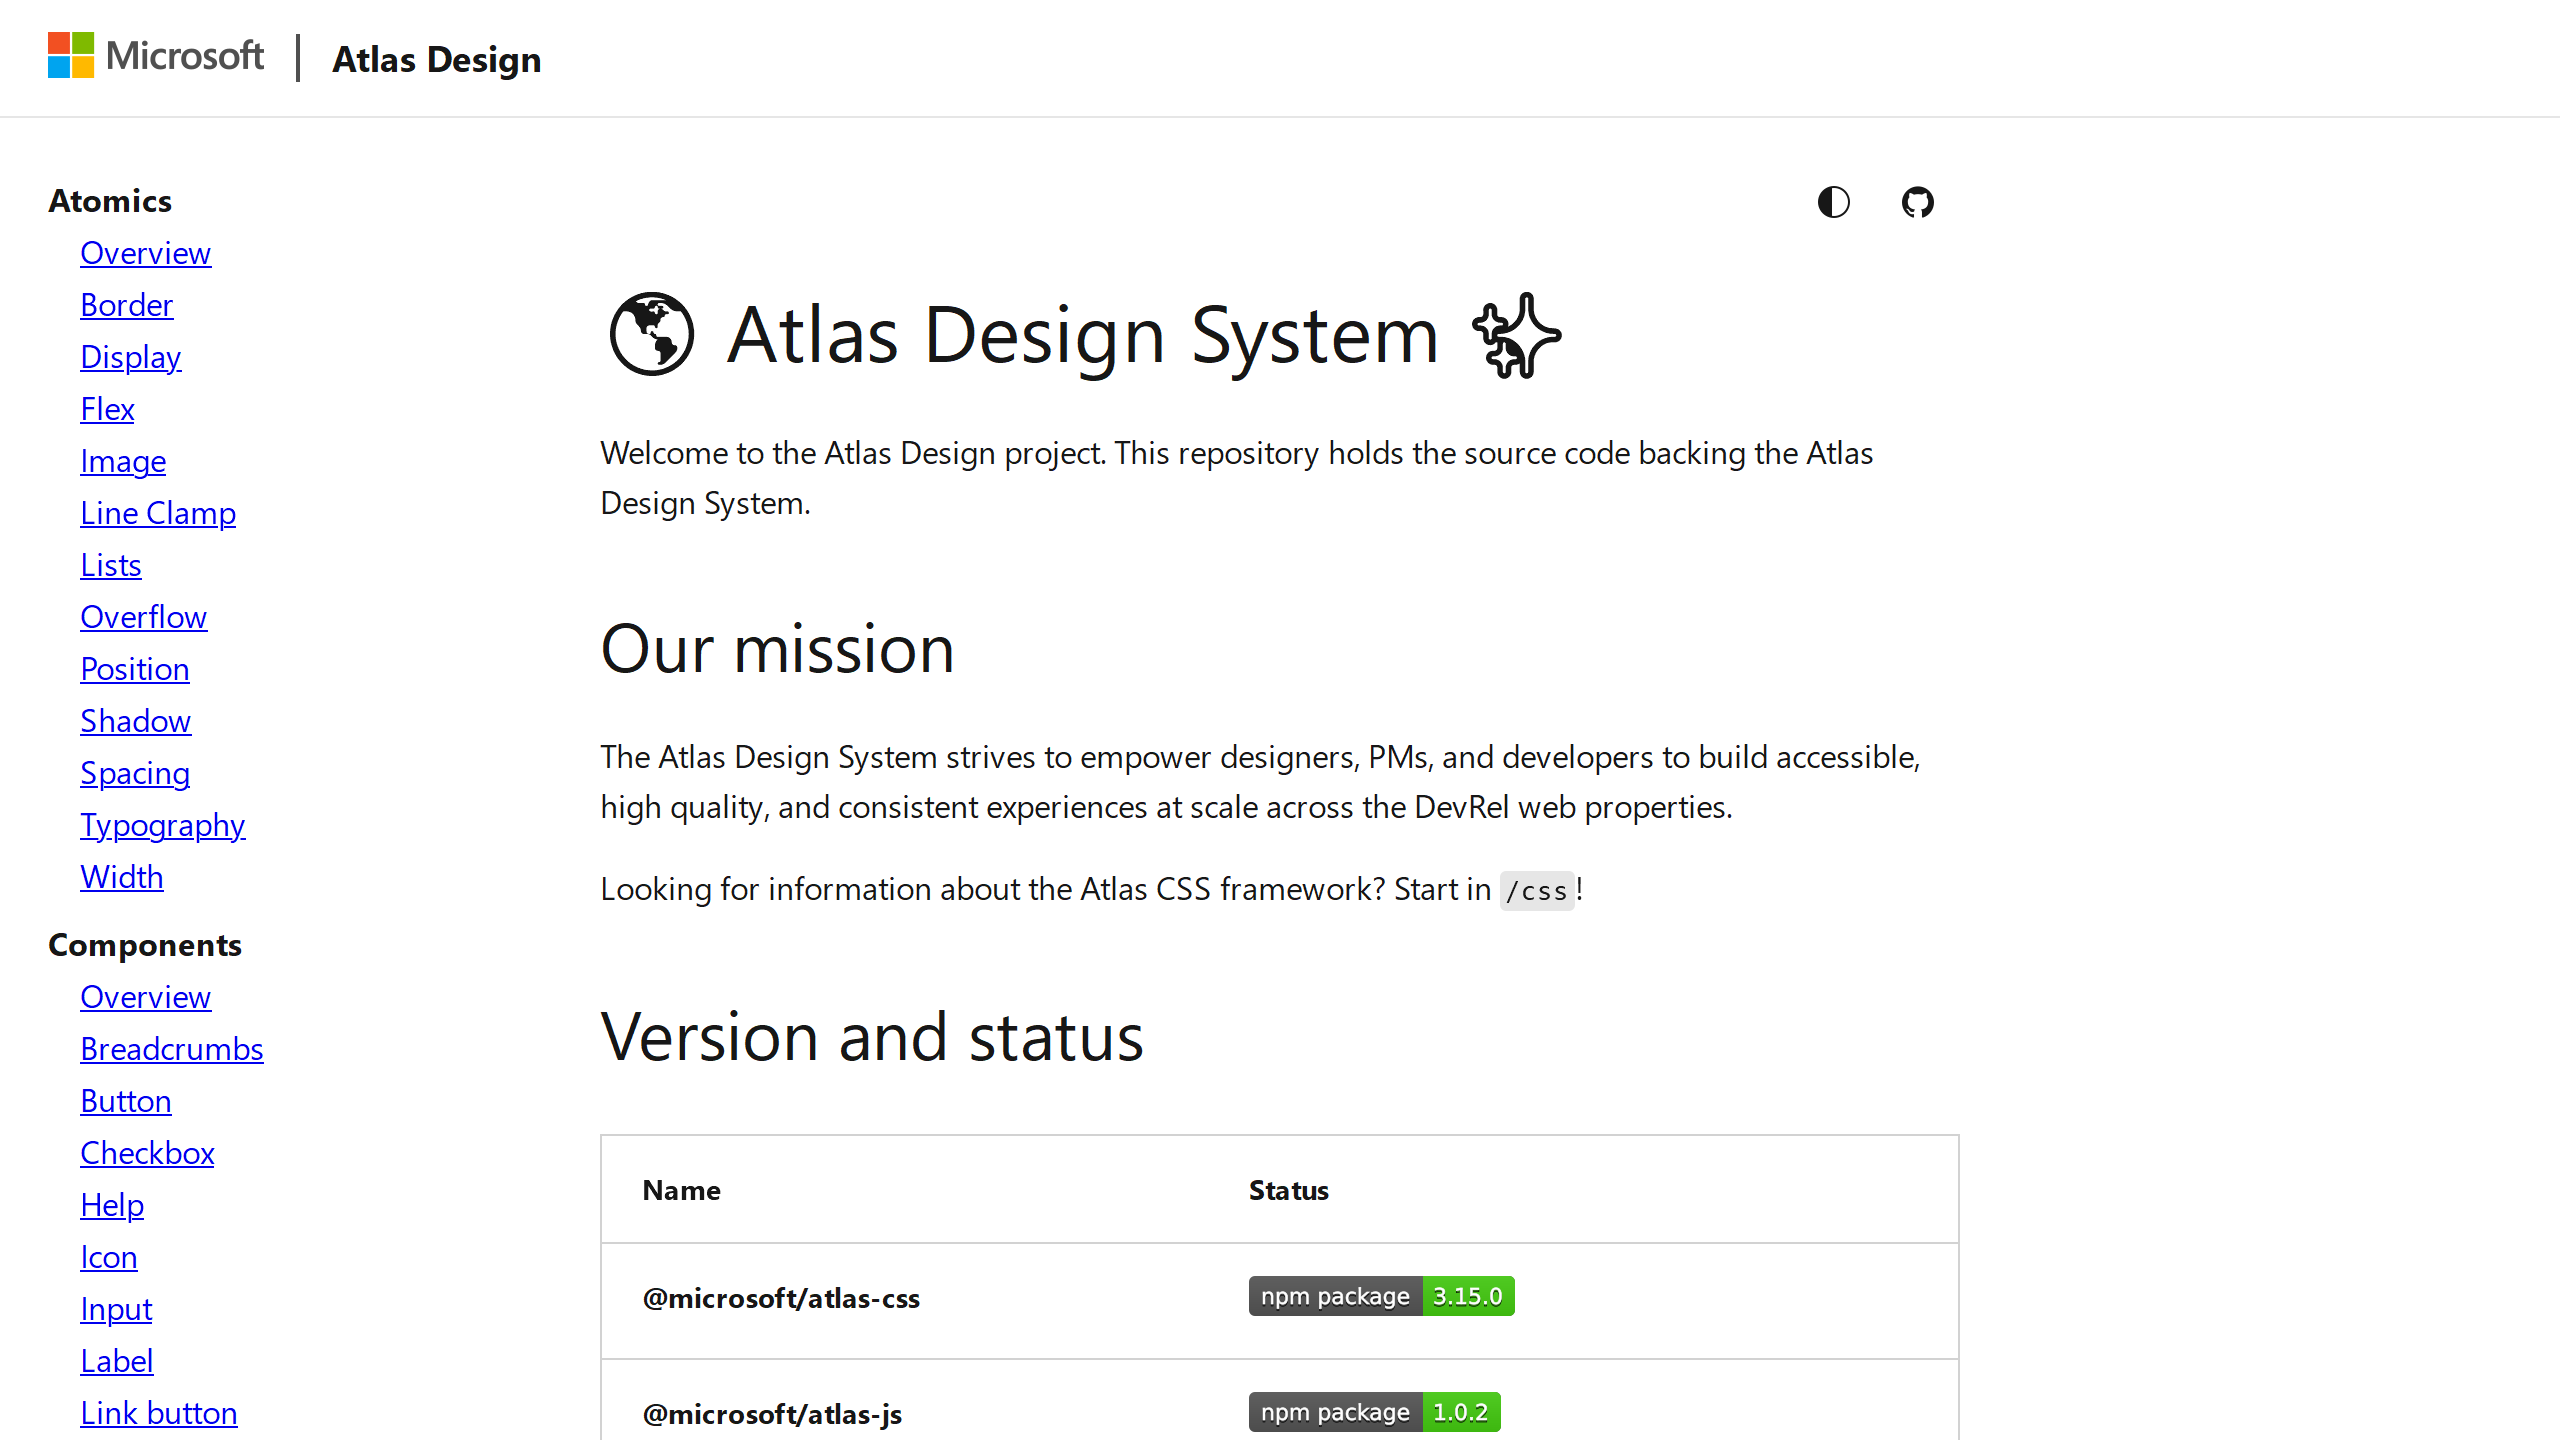 Microsoft
Atlas Design
Atomics
Overview
Border
Display
Flex
Image
Line Clamp
Lists
Overflow
Position
Shadow
Spacing
Typography
Width
Components
Overview
Breadcrumbs
Button
Checkbox
Help
Icon
Input
Label
Link button
Atlas Design System
Welcome to the Atlas Design project. This repository holds the source code backing the Atlas
Design System.
Our mission
The Atlas Design System strives to empower designers, PMs, and developers to build accessible,
high quality, and consistent experiences at scale across the DevRel web properties.
Looking for information about the Atlas CSS framework? Start in /css!
Version and status
Name Status
@microsoft/atlas-css npm package 3.15.0
@microsoft/atlas-js npm package 1.0.2